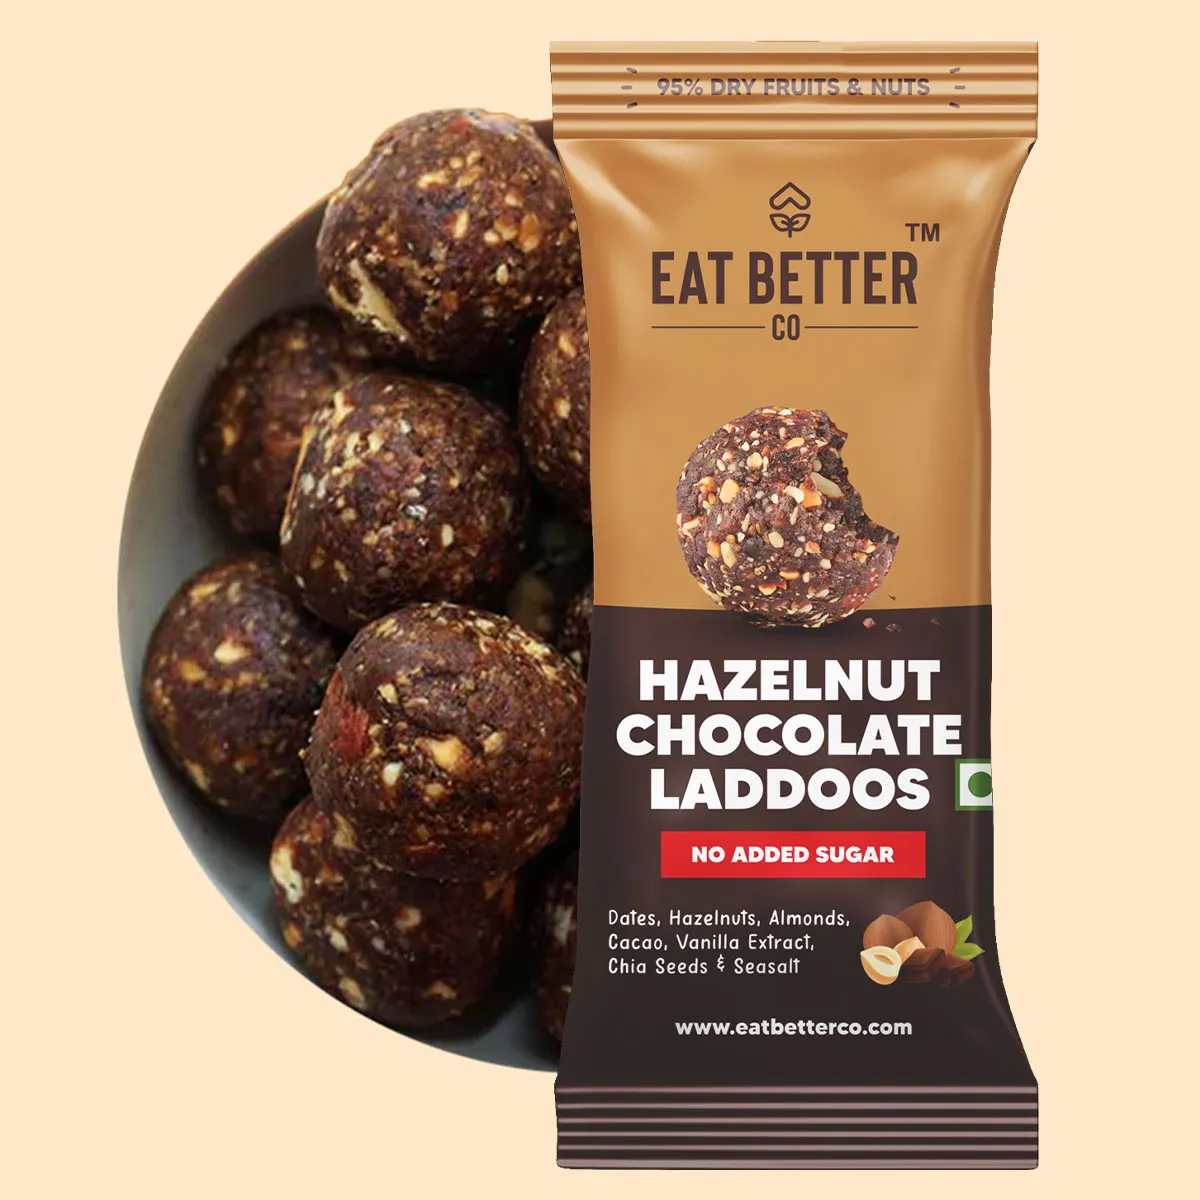 95% DRY FRUITS & NUTS
TM
EAT BETTER
CO
HAZELNUT
CHOCOLATE
LADDOOS
NO ADDED SUGAR
Dates, Hazelnuts, Almonds,
Cacao, Vanilla Extract,
Chia Seeds & Seasalt
www.eatbetterco.com